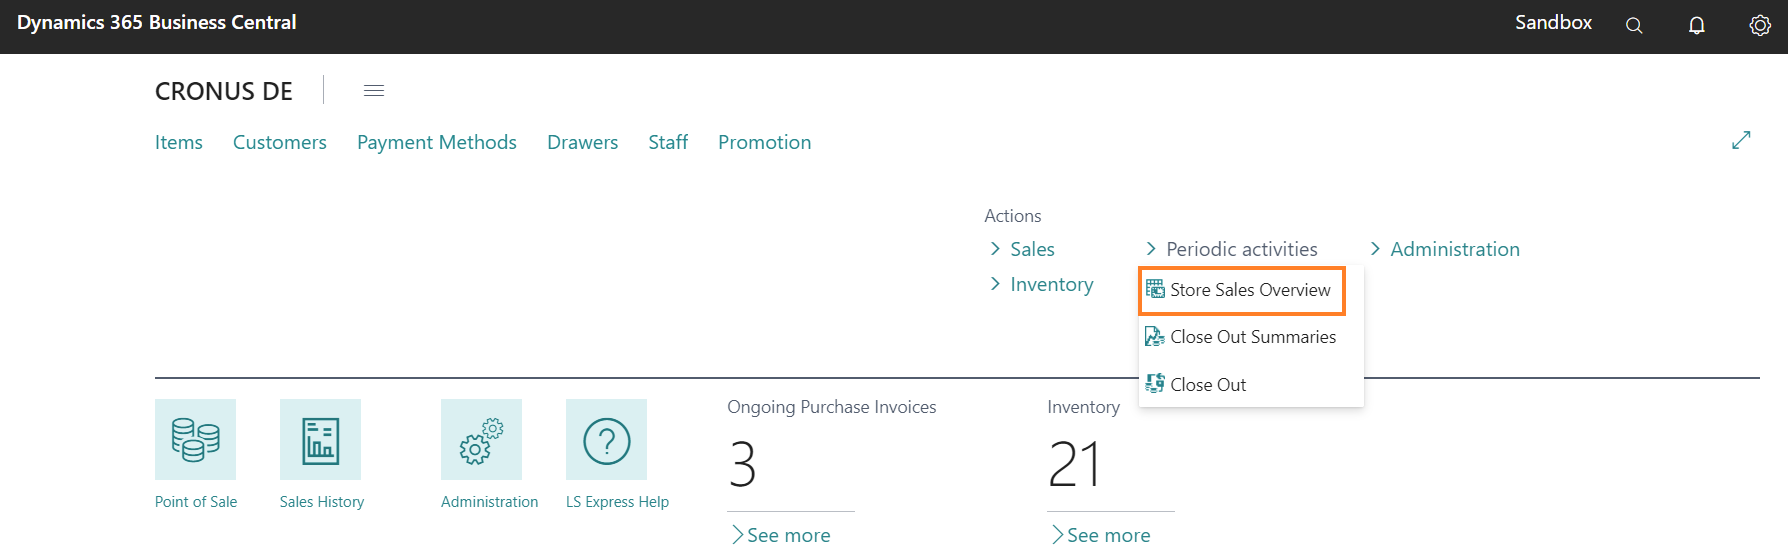 Dynamics 365 Business Central
Sandbox
CRONUS DE
Items Customers Payment Methods Drawers Staff Promotion
Actions
Sales Periodic activities Administration
Inventory
Store Sales Overview
Close Out Summaries
Close Out
Ongoing Purchase Invoices Inventory
3 21
Point of Sale Sales History Administration LS Express Help
See more See more